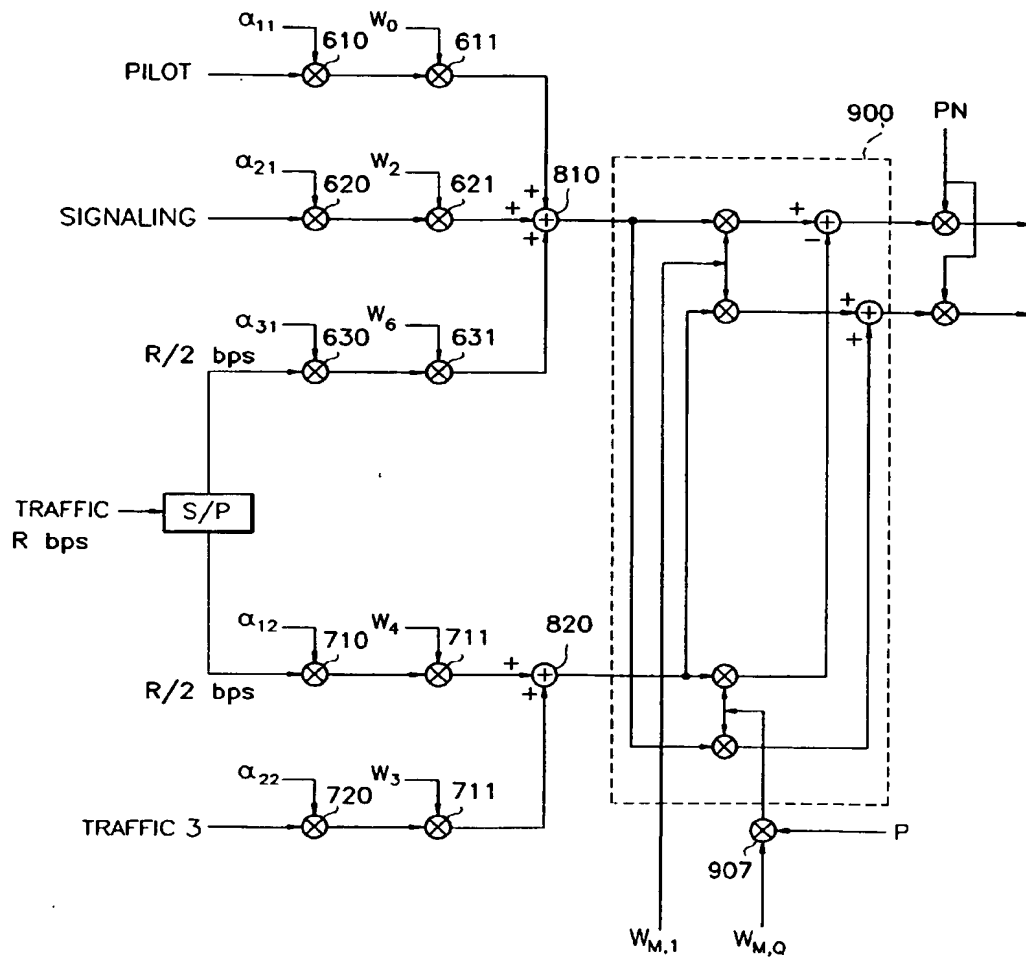 α11 W0
610 611
PILOT
900 PN
α21 W2
620 621 + 810
SIGNALING + + + −
α31 W6 + +
R/2 bps 630 631
TRAFFIC S/P
R bps
α12 W4 820
710 711 + +
R/2 bps
α22 W3
720 711
TRAFFIC 3 P
907
WM,1 WM,Q